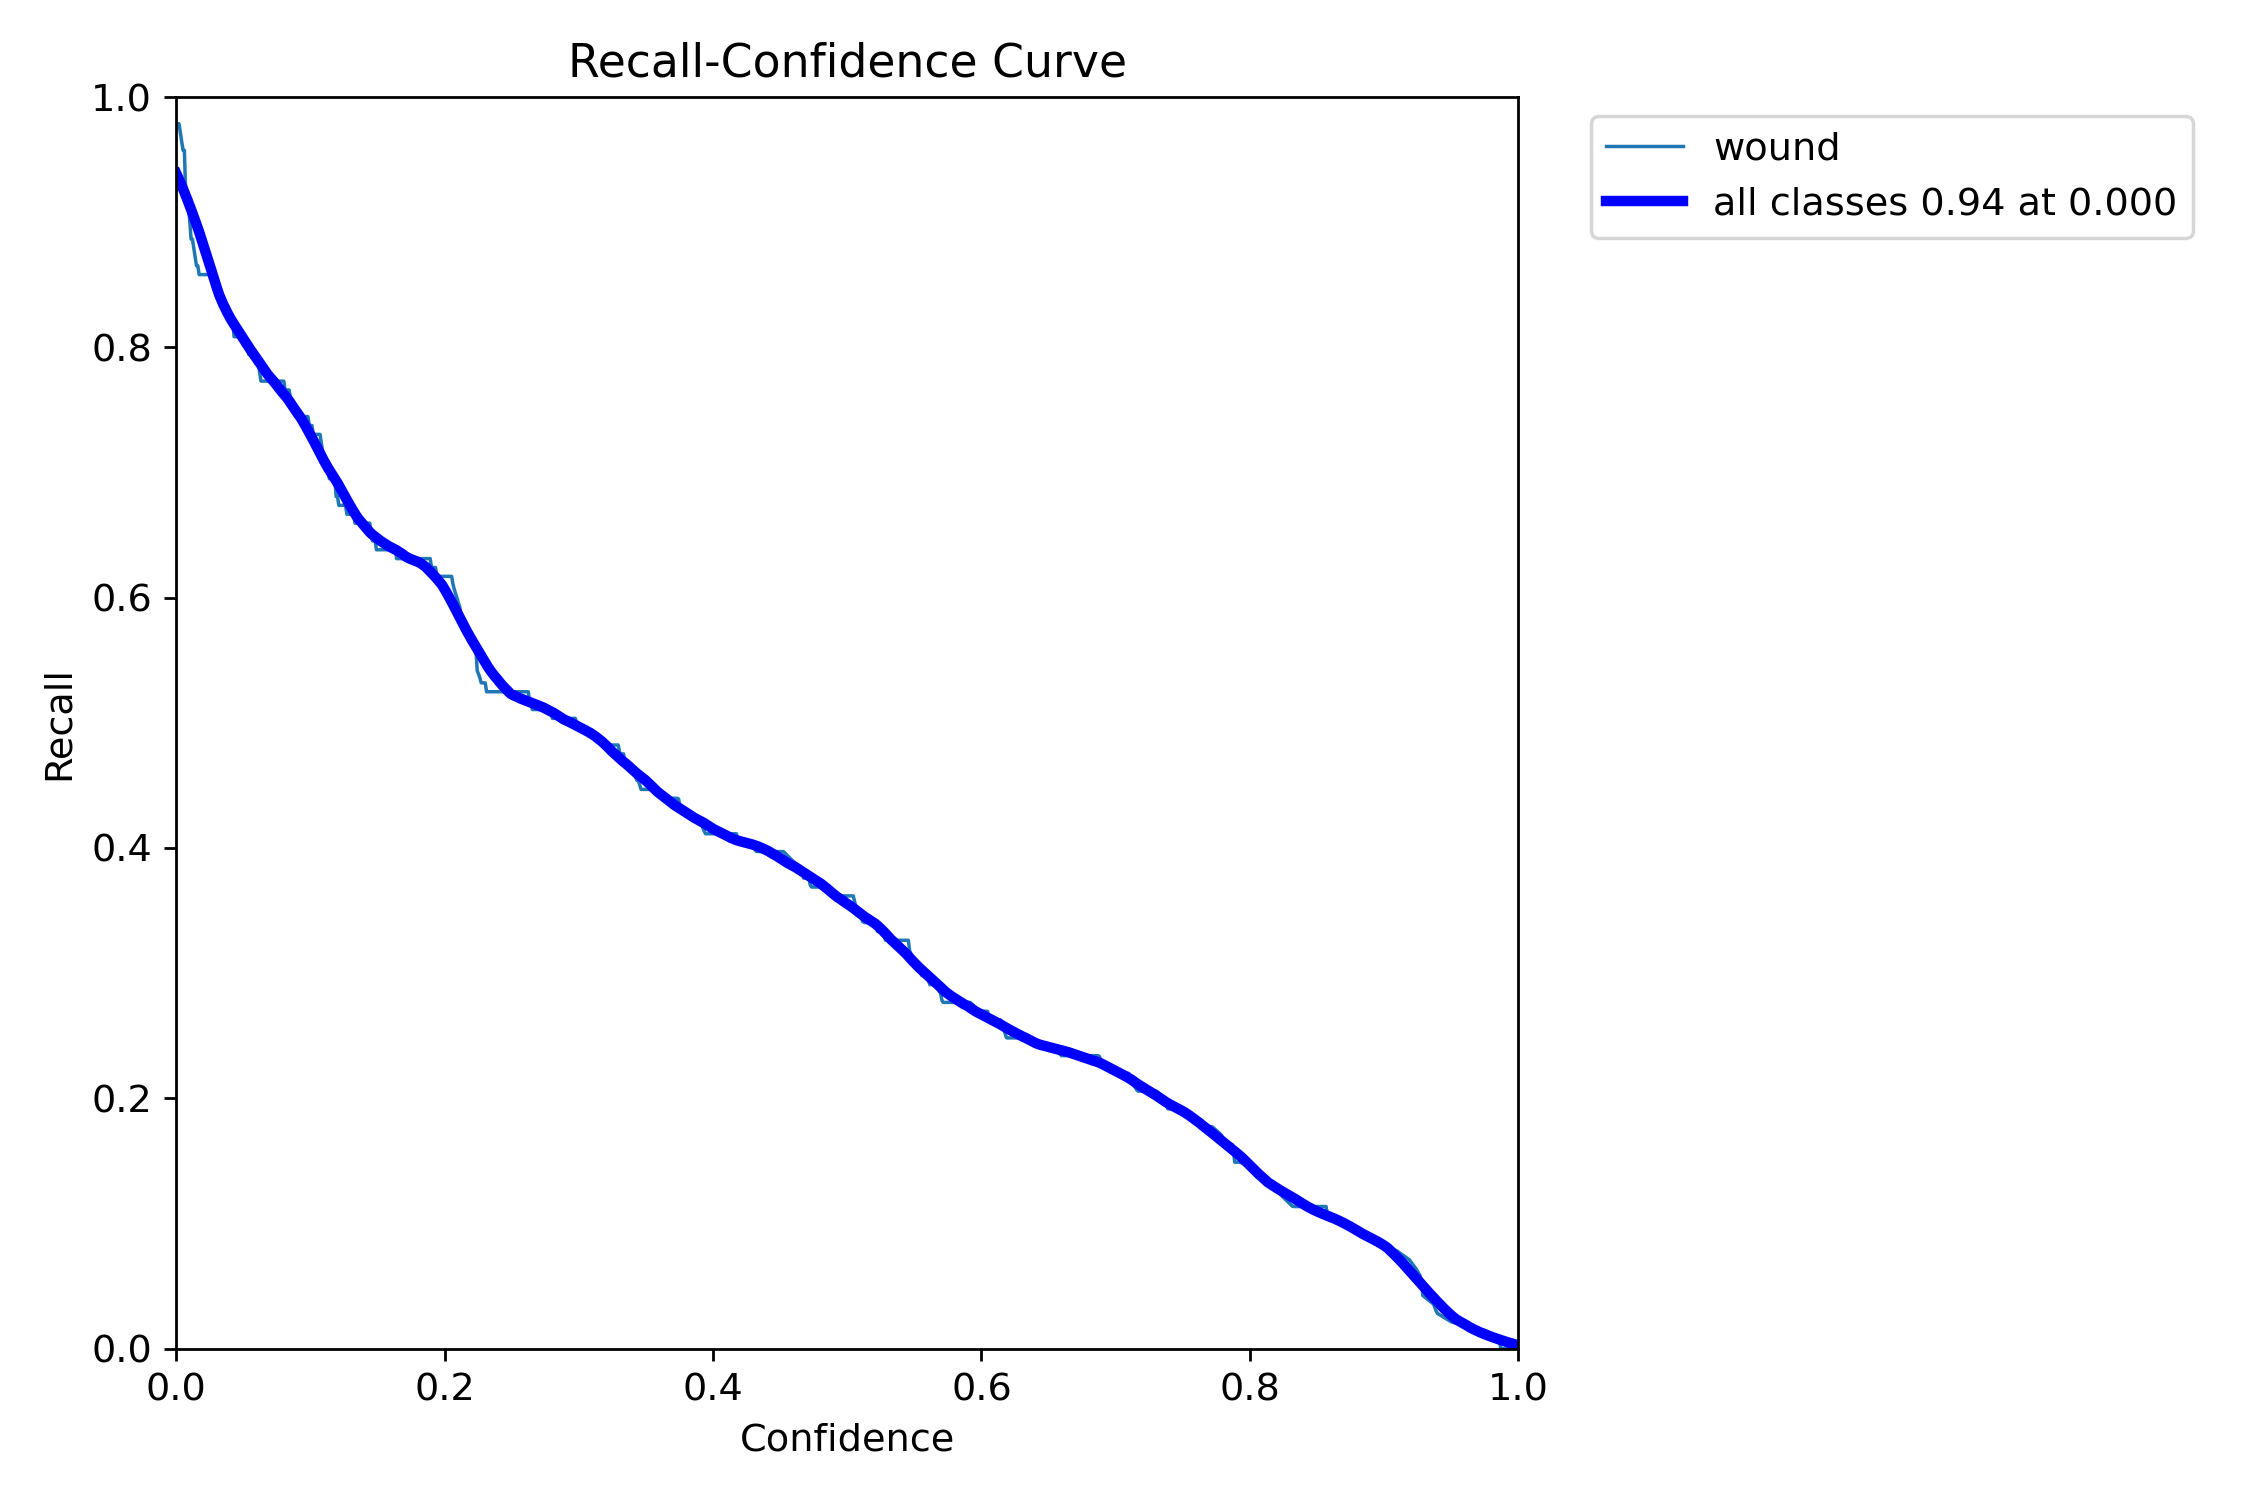 Recall-Confidence Curve
1.0
0.8
0.6
0.4
0.2
0.0
Recall
0.0 0.2 0.4 0.6 0.8 1.0
Confidence
wound
all classes 0.94 at 0.000